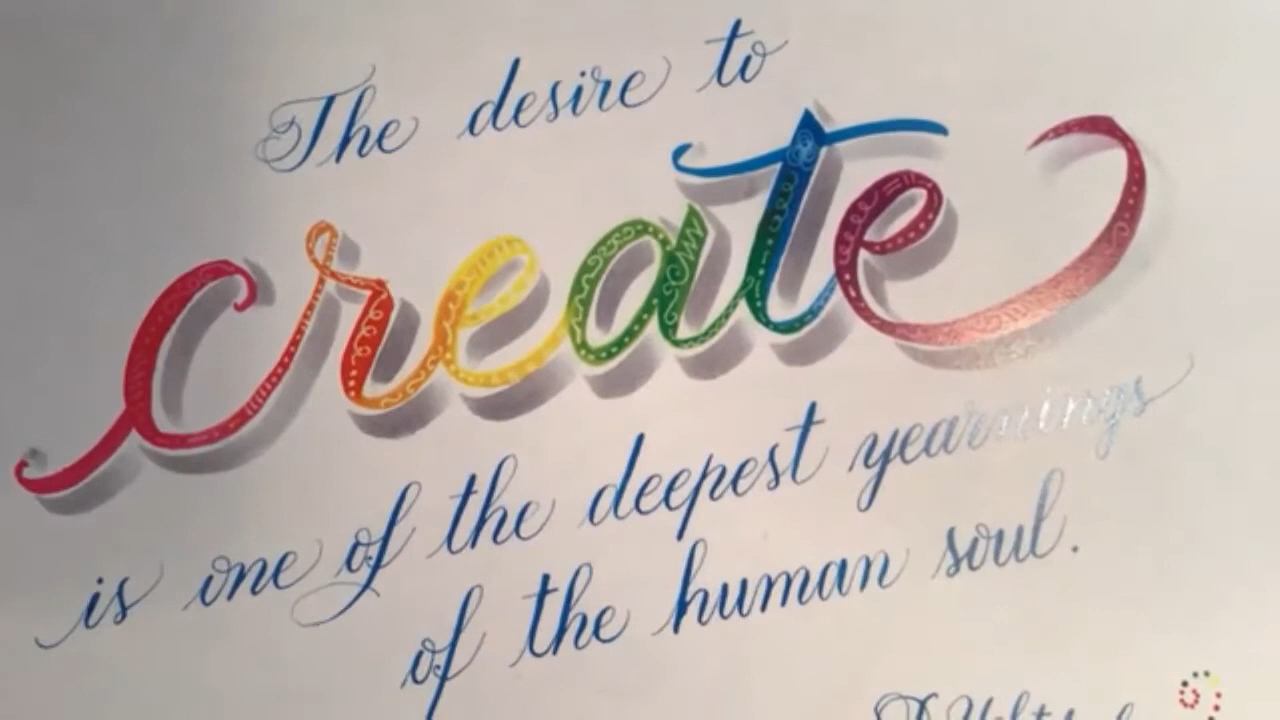 The desire to
create
is one of the deepest yearnings
of the human soul.